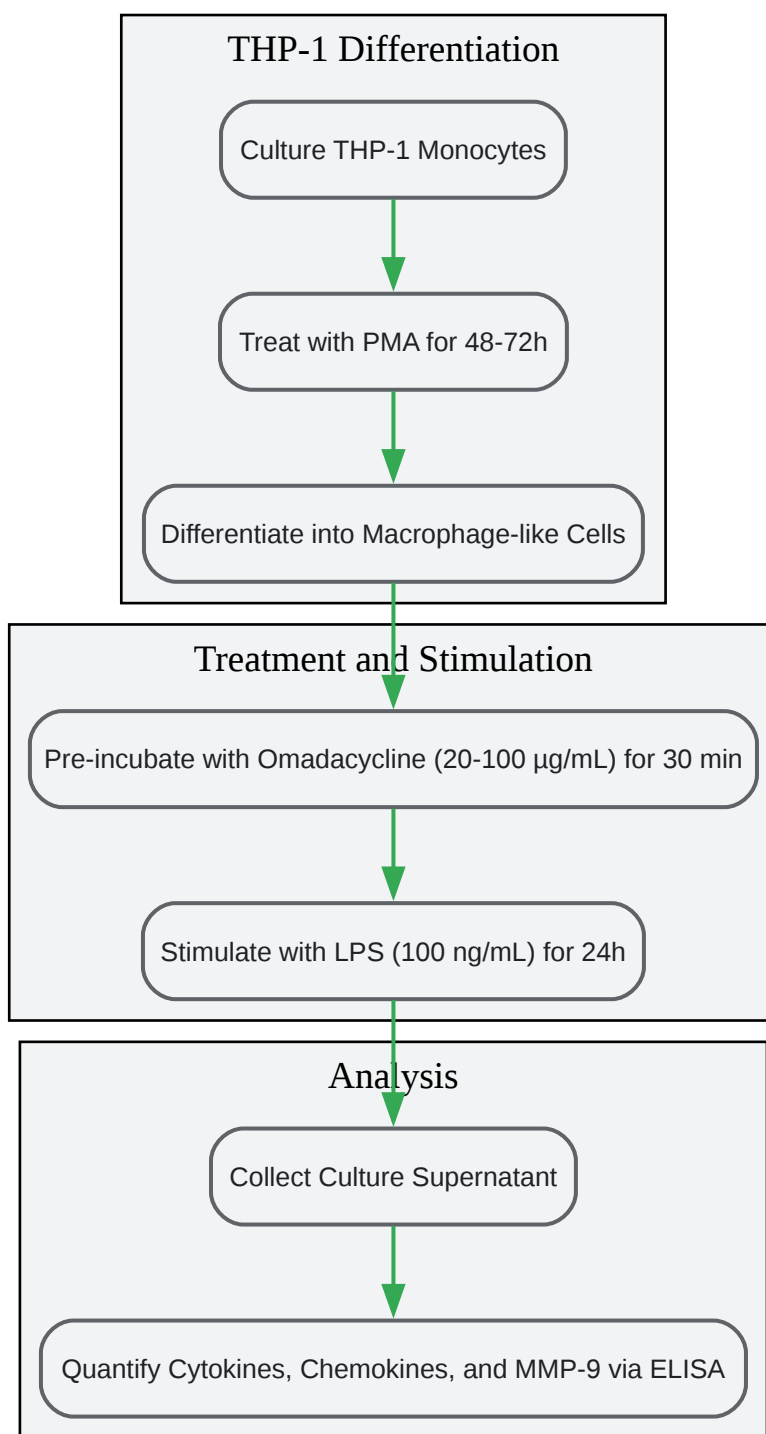 THP-1 Differentiation
Culture THP-1 Monocytes
Treat with PMA for 48-72h
Differentiate into Macrophage-like Cells
Treatment and Stimulation
Pre-incubate with Omadacycline (20-100 µg/mL) for 30 min
Stimulate with LPS (100 ng/mL) for 24h
Analysis
Collect Culture Supernatant
Quantify Cytokines, Chemokines, and MMP-9 via ELISA